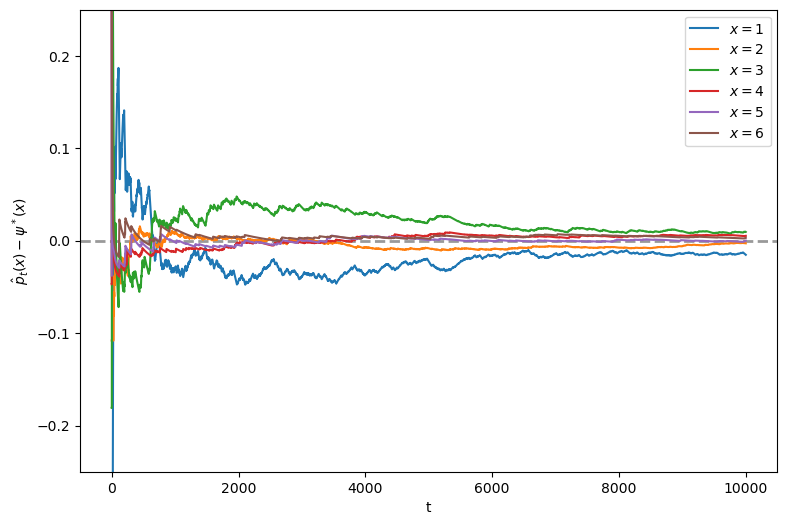 x = 1
x = 2
x = 3
x = 4
x = 5
x = 6
0.2
0.1
0.0
−0.1
−0.2
p̂ₜ(x) − ψ*(x)
0 2000 4000 6000 8000 10000
t